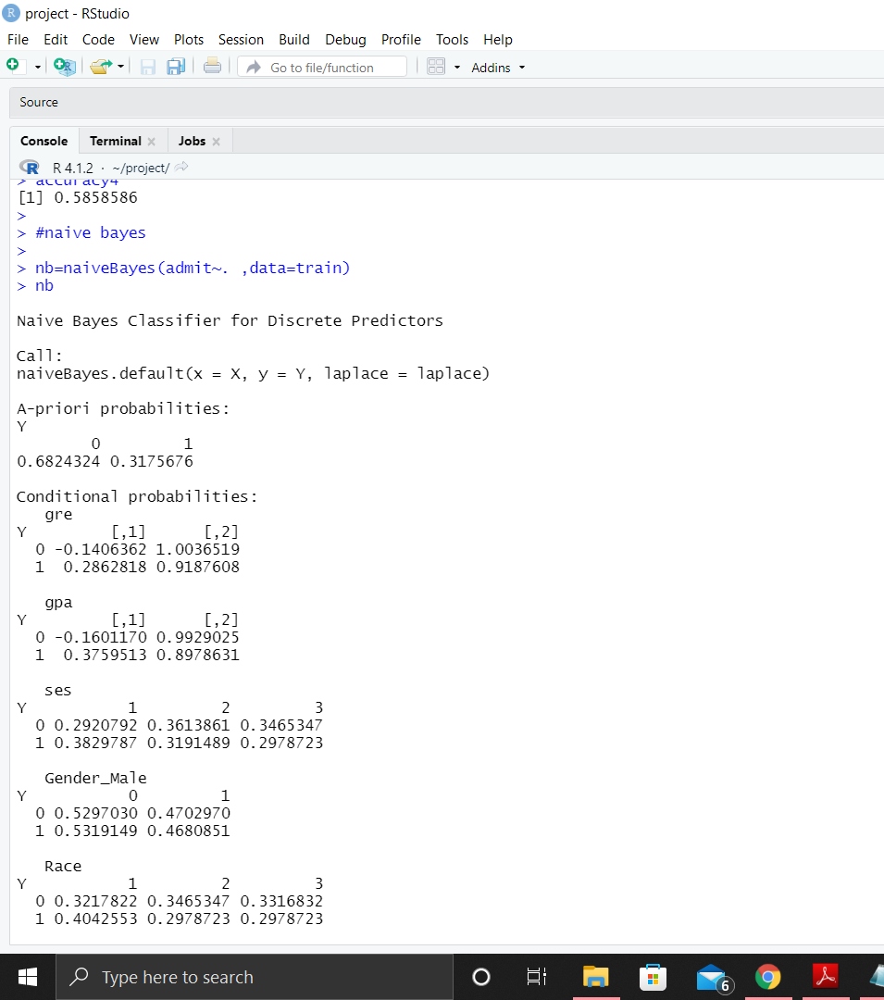 R project - RStudio
File Edit Code View Plots Session Build Debug Profile Tools Help
R Go to file/function Addins
Source
Console Terminal Jobs
R R 4.1.2 · ~/project/
> accuracy4
[1] 0.5858586
>
> #naive bayes
>
> nb=naiveBayes(admit~. ,data=train)
> nb
Naive Bayes Classifier for Discrete Predictors
Call:
naiveBayes.default(x = X, y = Y, laplace = laplace)
A-priori probabilities:
Y
0 1
0.6824324 0.3175676
Conditional probabilities:
gre
Y [,1] [,2]
0 -0.1406362 1.0036519
1 0.2862818 0.9187608
gpa
Y [,1] [,2]
0 -0.1601170 0.9929025
1 0.3759513 0.8978631
ses
Y 1 2 3
0 0.2920792 0.3613861 0.3465347
1 0.3829787 0.3191489 0.2978723
Gender_Male
Y 0 1
0 0.5297030 0.4702970
1 0.5319149 0.4680851
Race
Y 1 2 3
0 0.3217822 0.3465347 0.3316832
1 0.4042553 0.2978723 0.2978723
Type here to search 6